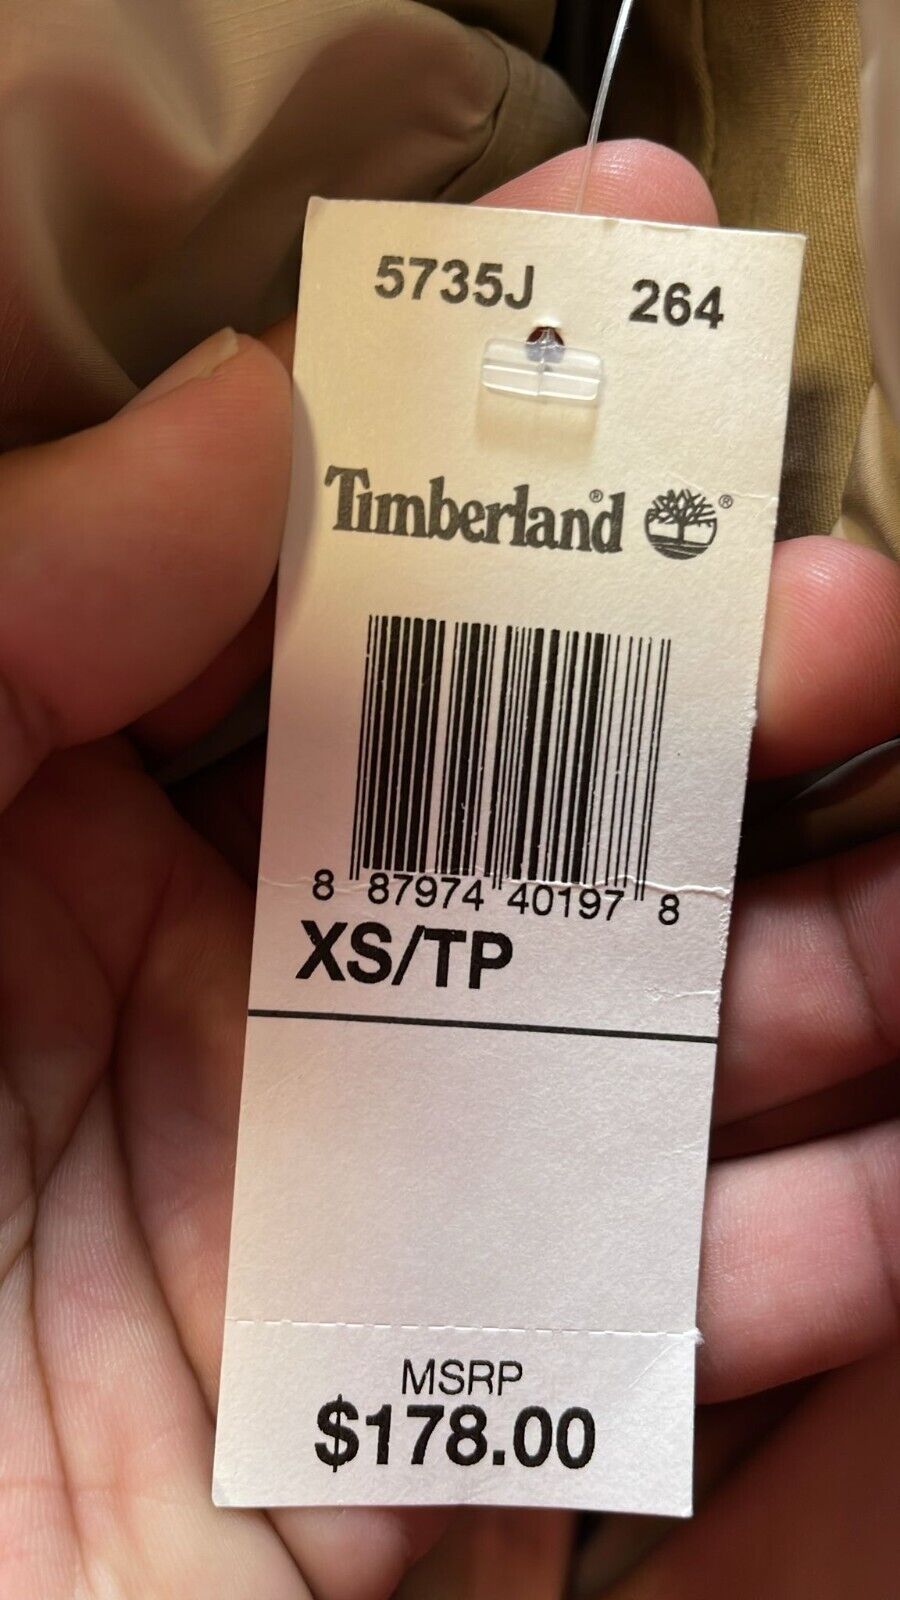 5735J 264
Timberland® ®
8 87974 40197 8
XS/TP
MSRP
$178.00